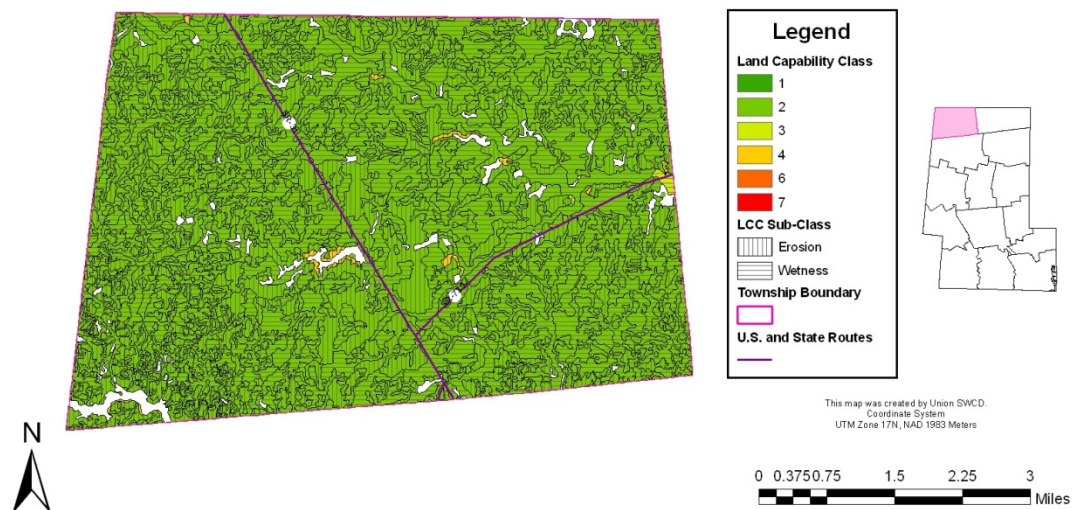 Legend
Land Capability Class
1
2
3
4
6
7
LCC Sub-Class
Erosion
Wetness
Township Boundary
U.S. and State Routes
This map was created by Union SWCD.
Coordinate System
UTM Zone 17N, NAD 1983 Meters
N
0 0.375 0.75 1.5 2.25 3
Miles